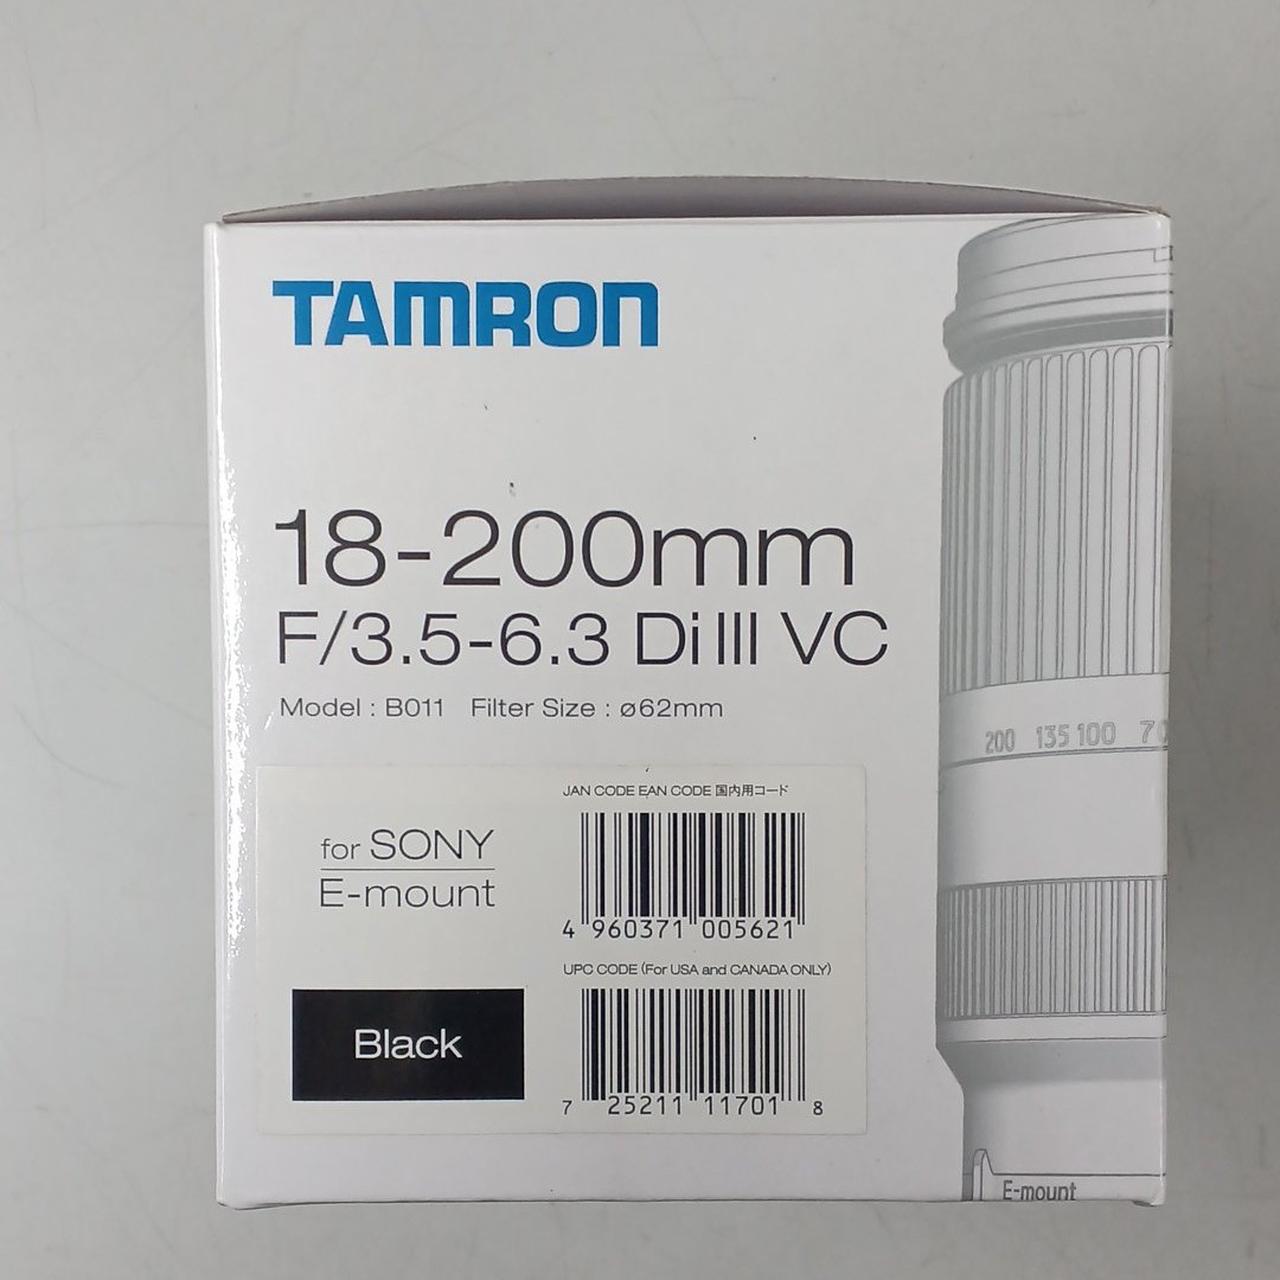 TAMRON
18-200mm
F/3.5-6.3 Di III VC
Model : B011 Filter Size : ø62mm
200 135 100 70
for SONY
E-mount
Black
JAN CODE EAN CODE 国内用コード
4 960371 005621
UPC CODE (For USA and CANADA ONLY)
7 25211 11701 8
E-mount